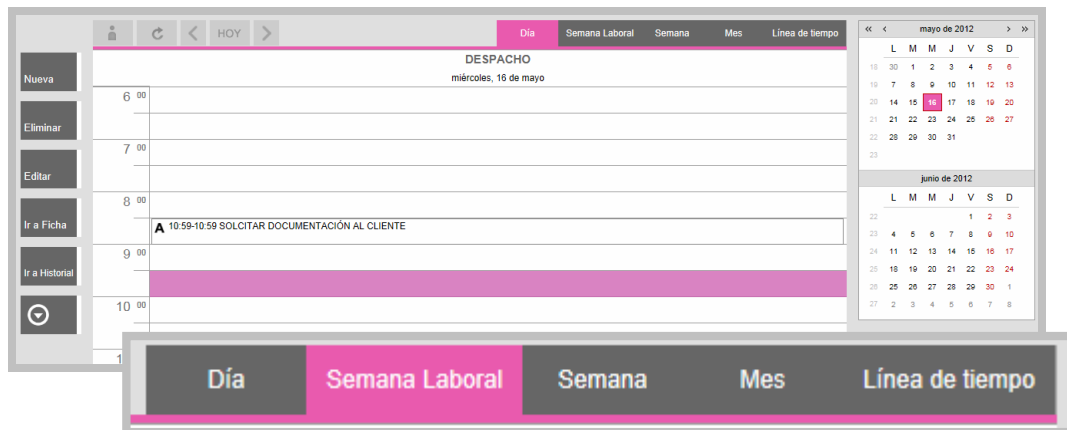 HOY
Día Semana Laboral Semana Mes Línea de tiempo
DESPACHO
miércoles, 16 de mayo
Nueva
Eliminar
Editar
Ir a Ficha
Ir a Historial
6 00
7 00
8 00
A 10:59-10:59 SOLCITAR DOCUMENTACIÓN AL CLIENTE
9 00
10 00
1
« < mayo de 2012 > »
L M M J V S D
18 30 1 2 3 4 5 6
19 7 8 9 10 11 12 13
20 14 15 16 17 18 19 20
21 21 22 23 24 25 26 27
22 28 29 30 31
23
junio de 2012
L M M J V S D
22 1 2 3
23 4 5 6 7 8 9 10
24 11 12 13 14 15 16 17
25 18 19 20 21 22 23 24
26 25 26 27 28 29 30 1
27 2 3 4 5 6 7 8
Día Semana Laboral Semana Mes Línea de tiempo